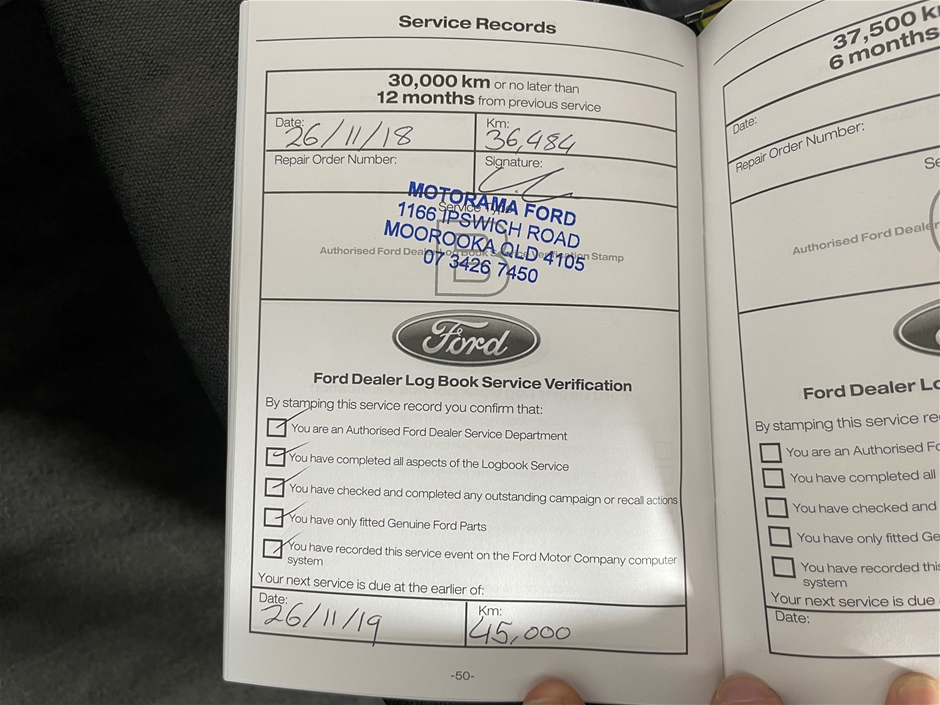 Service Records
30,000 km or no later than
12 months from previous service
Date: 26/11/18
Km: 36,484
Repair Order Number:
Signature:
Service Type
B
MOTORAMA FORD
1166 IPSWICH ROAD
MOOROOKA QLD 4105
07 3426 7450
Authorised Ford Dealer Log Book Service Verification Stamp
Ford
Ford Dealer Log Book Service Verification
By stamping this service record you confirm that:
You are an Authorised Ford Dealer Service Department
You have completed all aspects of the Logbook Service
You have checked and completed any outstanding campaign or recall actions
You have only fitted Genuine Ford Parts
You have recorded this service event on the Ford Motor Company computer
system
Your next service is due at the earlier of:
Date: 26/11/19
Km: 45,000
-50-
37,500 k
6 months
Date:
Repair Order Number:
Se
Authorised Ford Dealer
Ford Dealer Lo
By stamping this service re
You are an Authorised Fo
You have completed all
You have checked and
You have only fitted Ge
You have recorded this
system
Your next service is due
Date: